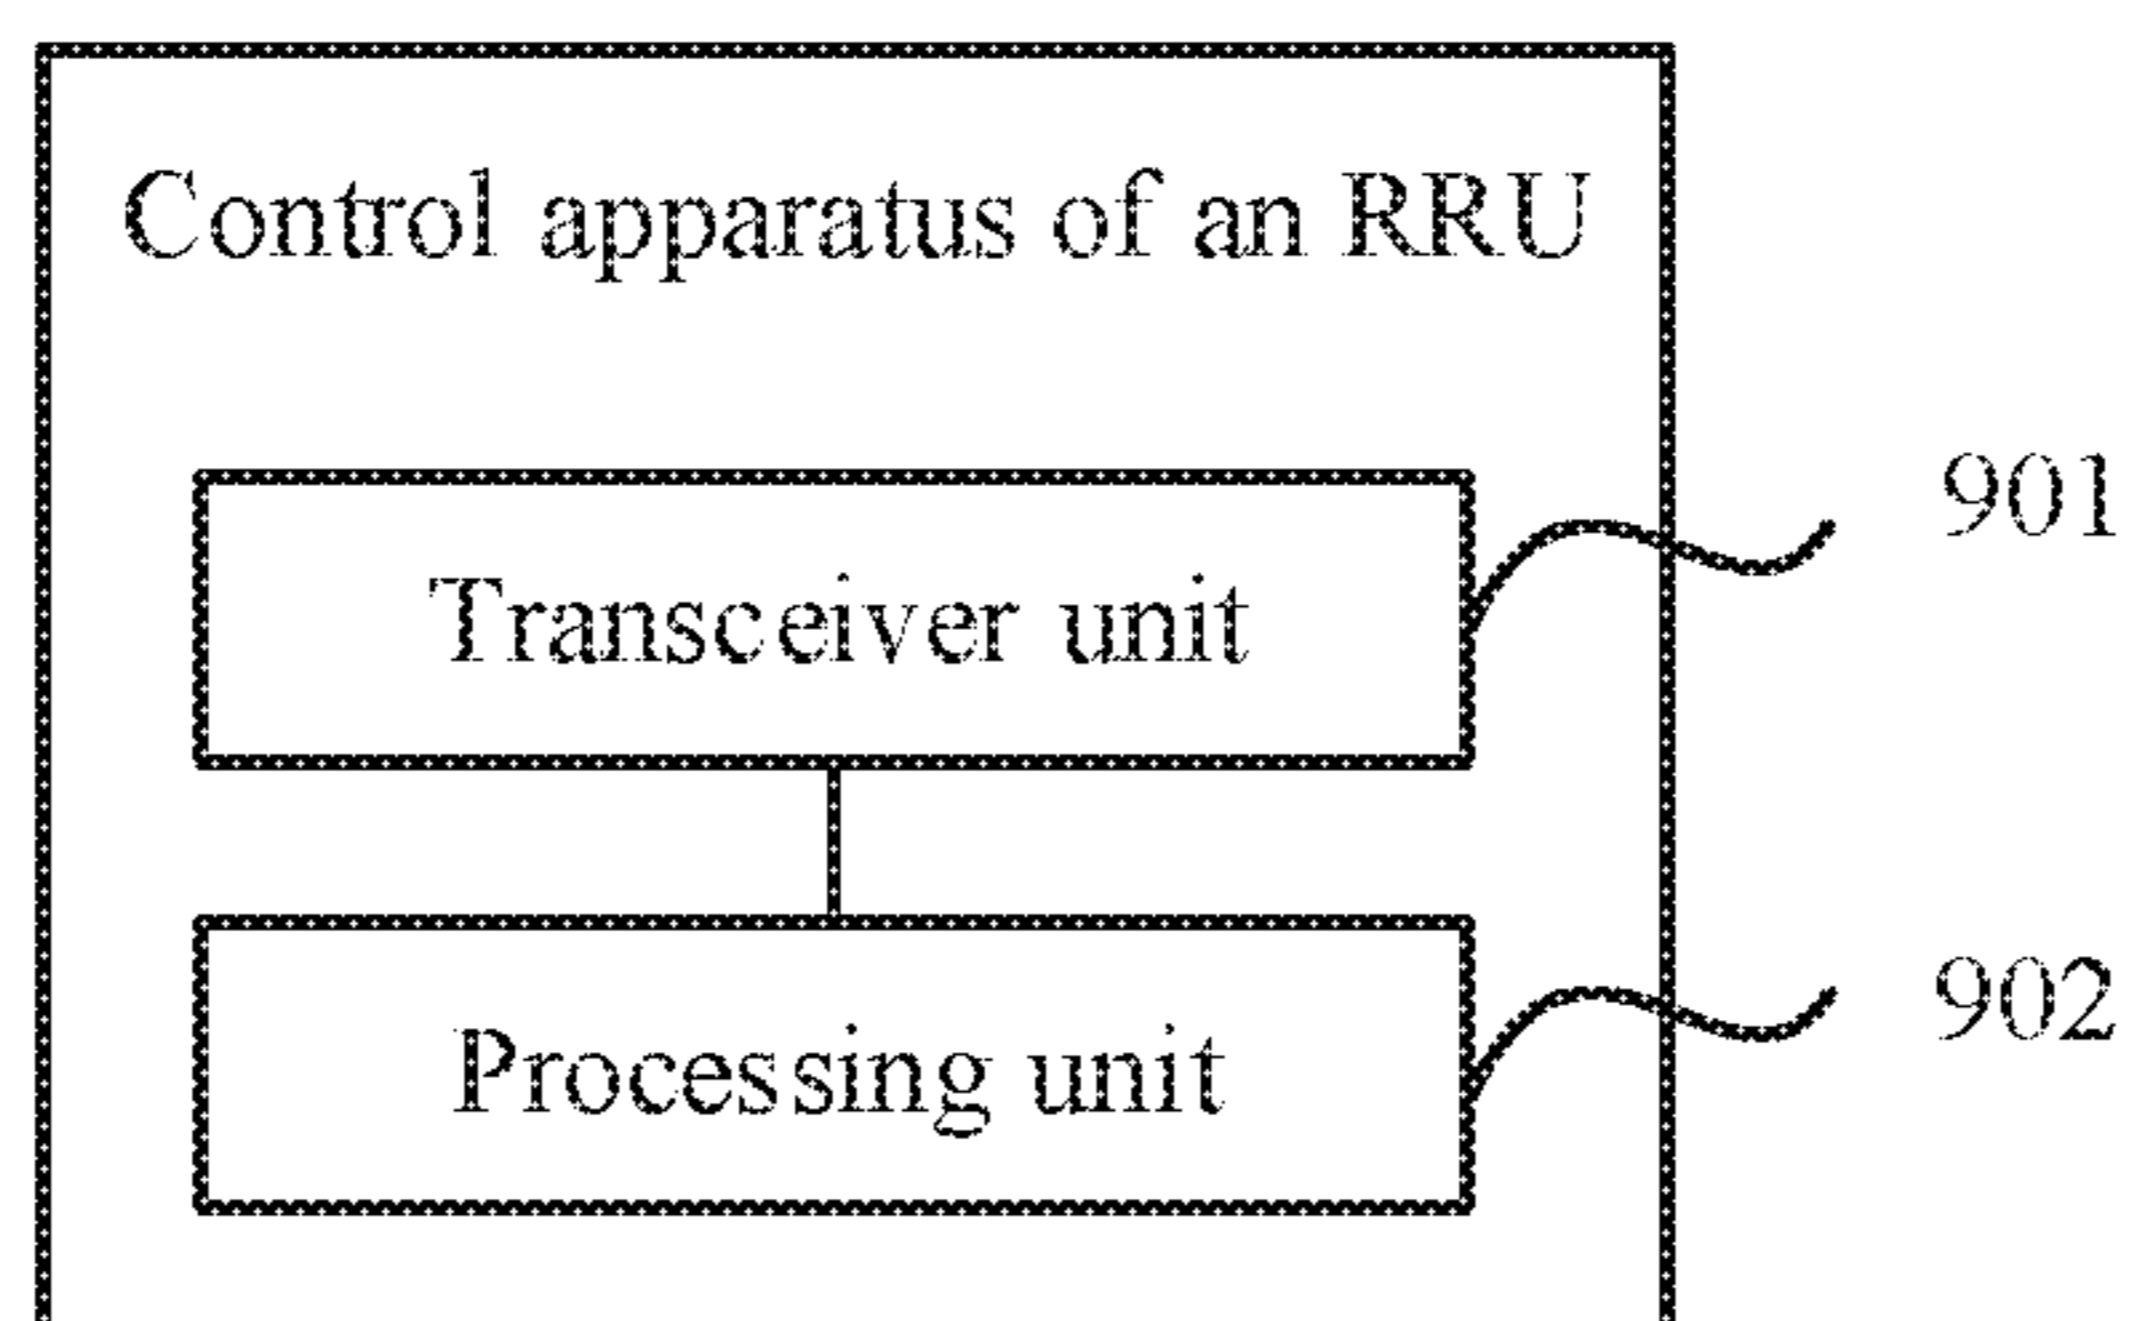 Control apparatus of an RRU
901
Transceiver unit
902
Processing unit